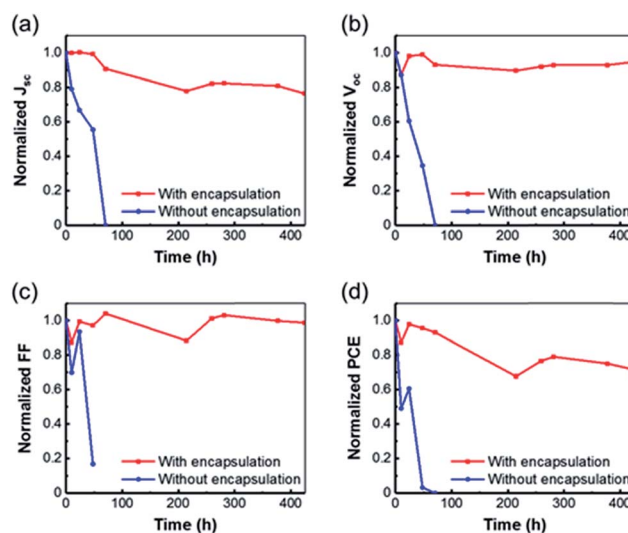 (a)
Normalized Jsc
1.0
0.8
0.6
0.4
0.2
0
With encapsulation
Without encapsulation
0 100 200 300 400
Time (h)
(b)
Normalized Voc
1.0
0.8
0.6
0.4
0.2
0
With encapsulation
Without encapsulation
0 100 200 300 400
Time (h)
(c)
Normalized FF
1.0
0.8
0.6
0.4
0.2
0
With encapsulation
Without encapsulation
0 100 200 300 400
Time (h)
(d)
Normalized PCE
1.0
0.8
0.6
0.4
0.2
0
With encapsulation
Without encapsulation
0 100 200 300 400
Time (h)